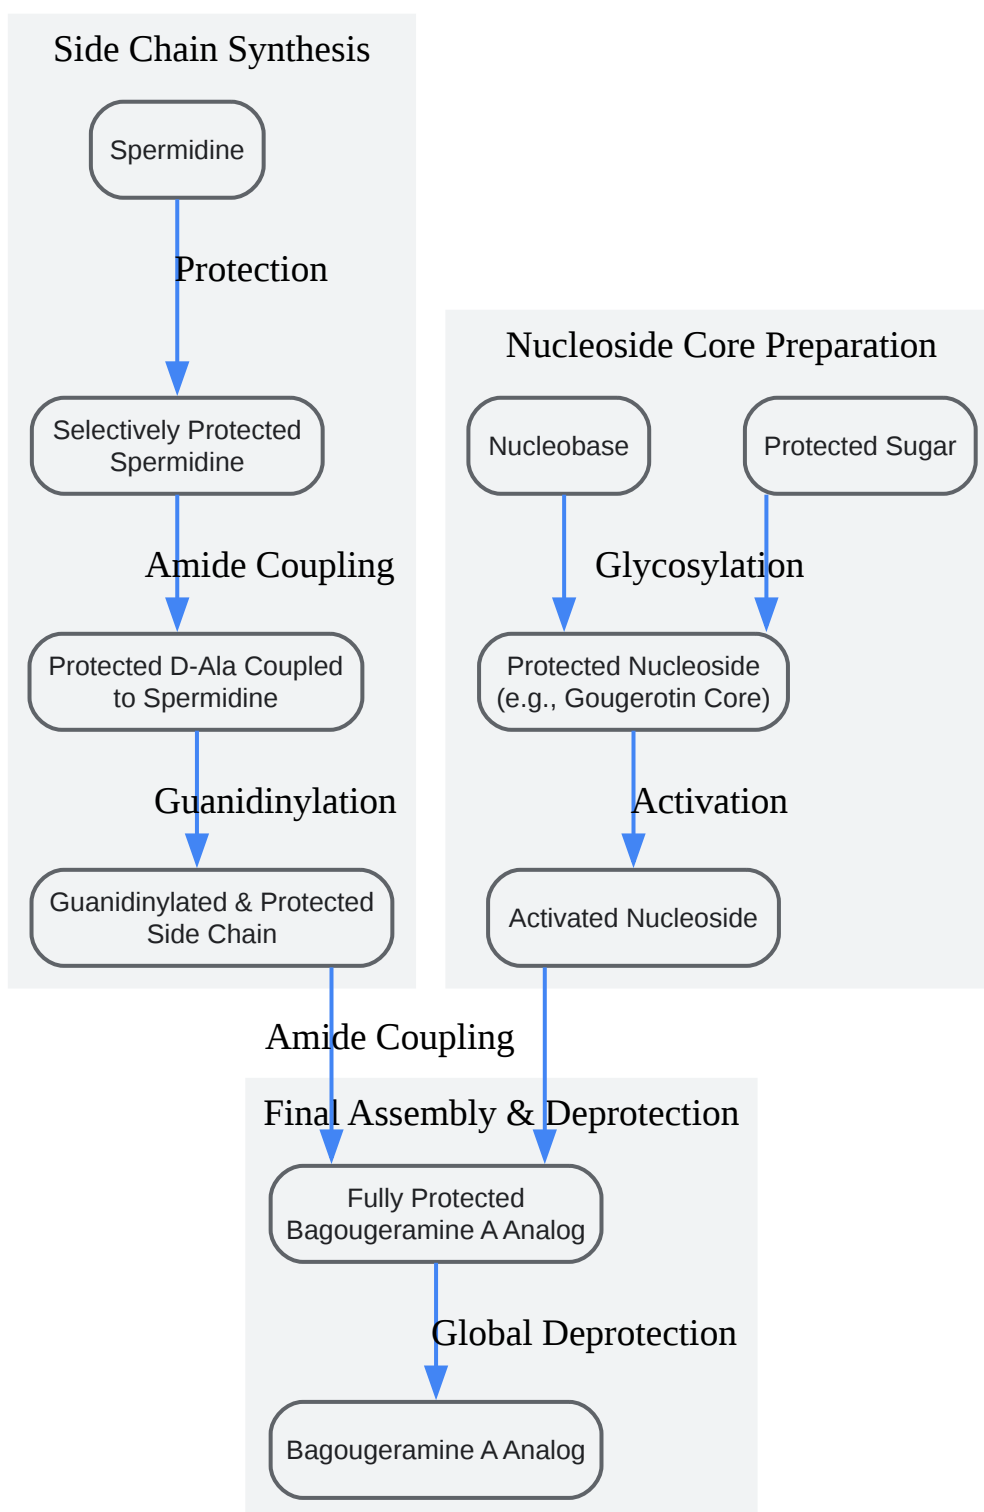 Side Chain Synthesis
Spermidine
Protection
Selectively Protected
Spermidine
Amide Coupling
Protected D-Ala Coupled
to Spermidine
Guanidinylation
Guanidinylated & Protected
Side Chain
Nucleoside Core Preparation
Nucleobase
Protected Sugar
Glycosylation
Protected Nucleoside
(e.g., Gougerotin Core)
Activation
Activated Nucleoside
Amide Coupling
Final Assembly & Deprotection
Fully Protected
Bagougeramine A Analog
Global Deprotection
Bagougeramine A Analog